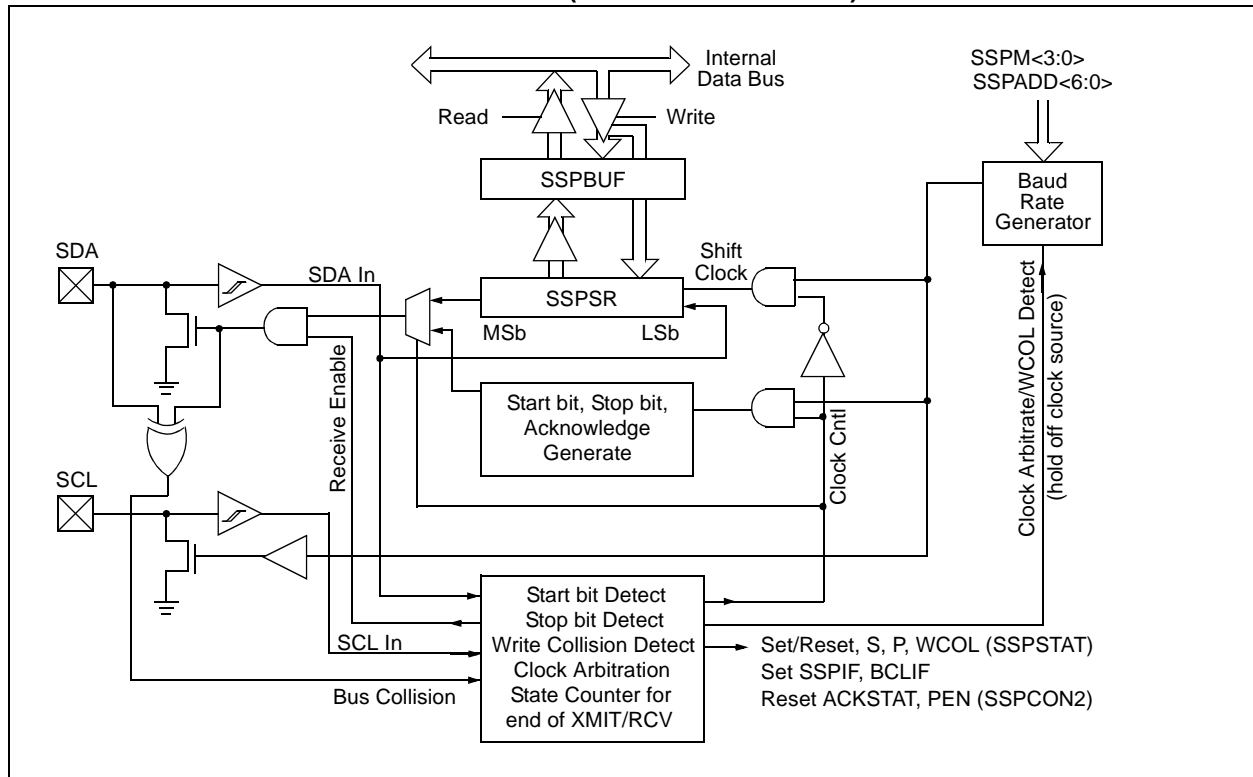 Internal
Data Bus
SSPM<3:0>
SSPADD<6:0>
Read
Write
SSPBUF
Baud
Rate
Generator
SDA
SDA In
Shift
Clock
SSPSR
MSb
LSb
Start bit, Stop bit,
Acknowledge
Generate
Receive Enable
Clock Cntl
Clock Arbitrate/WCOL Detect
(hold off clock source)
SCL
SCL In
Bus Collision
Start bit Detect
Stop bit Detect
Write Collision Detect
Clock Arbitration
State Counter for
end of XMIT/RCV
Set/Reset, S, P, WCOL (SSPSTAT)
Set SSPIF, BCLIF
Reset ACKSTAT, PEN (SSPCON2)